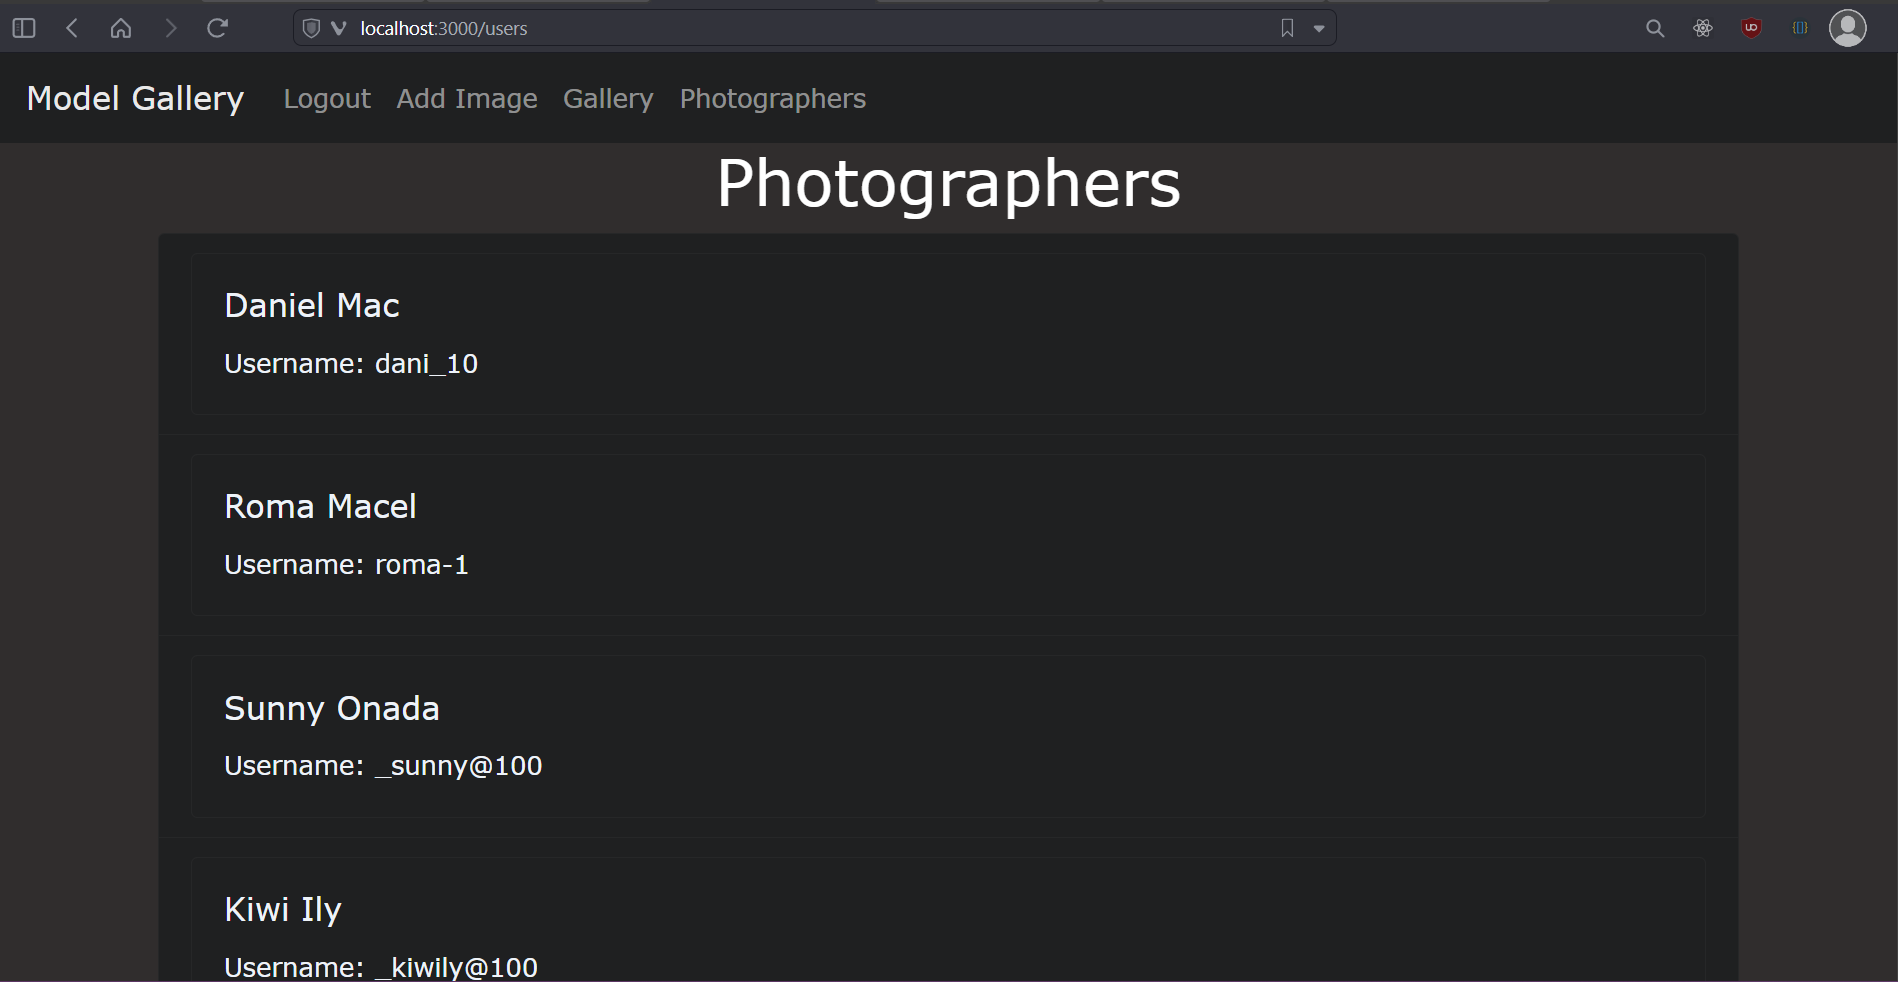 localhost:3000/users
Model Gallery Logout Add Image Gallery Photographers
Photographers
Daniel Mac
Username: dani_10
Roma Macel
Username: roma-1
Sunny Onada
Username: _sunny@100
Kiwi Ily
Username: _kiwily@100